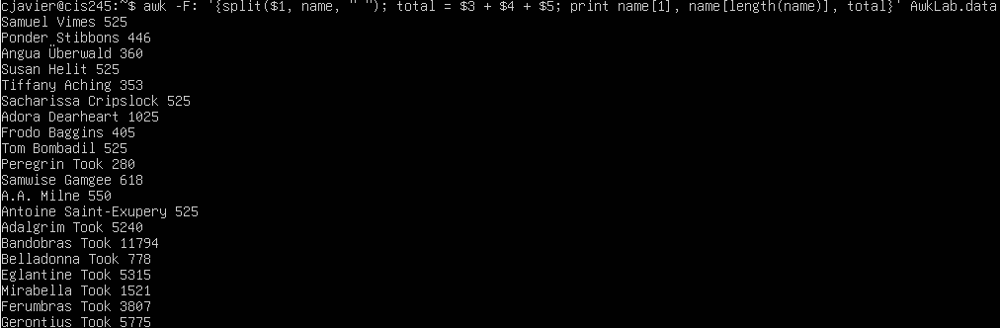 cjavier@cis245:~$ awk -F: '{split($1, name, " "); total = $3 + $4 + $5; print name[1], name[length(name)], total}' AwkLab.data
Samuel Vimes 525
Ponder Stibbons 446
Angua Überwald 360
Susan Helit 525
Tiffany Aching 353
Sacharissa Cripslock 525
Adora Dearheart 1025
Frodo Baggins 405
Tom Bombadil 525
Peregrin Took 280
Samwise Gamgee 618
A.A. Milne 550
Antoine Saint-Exupery 525
Adalgrim Took 5240
Bandobras Took 11794
Belladonna Took 778
Eglantine Took 5315
Mirabella Took 1521
Ferumbras Took 3807
Gerontius Took 5775